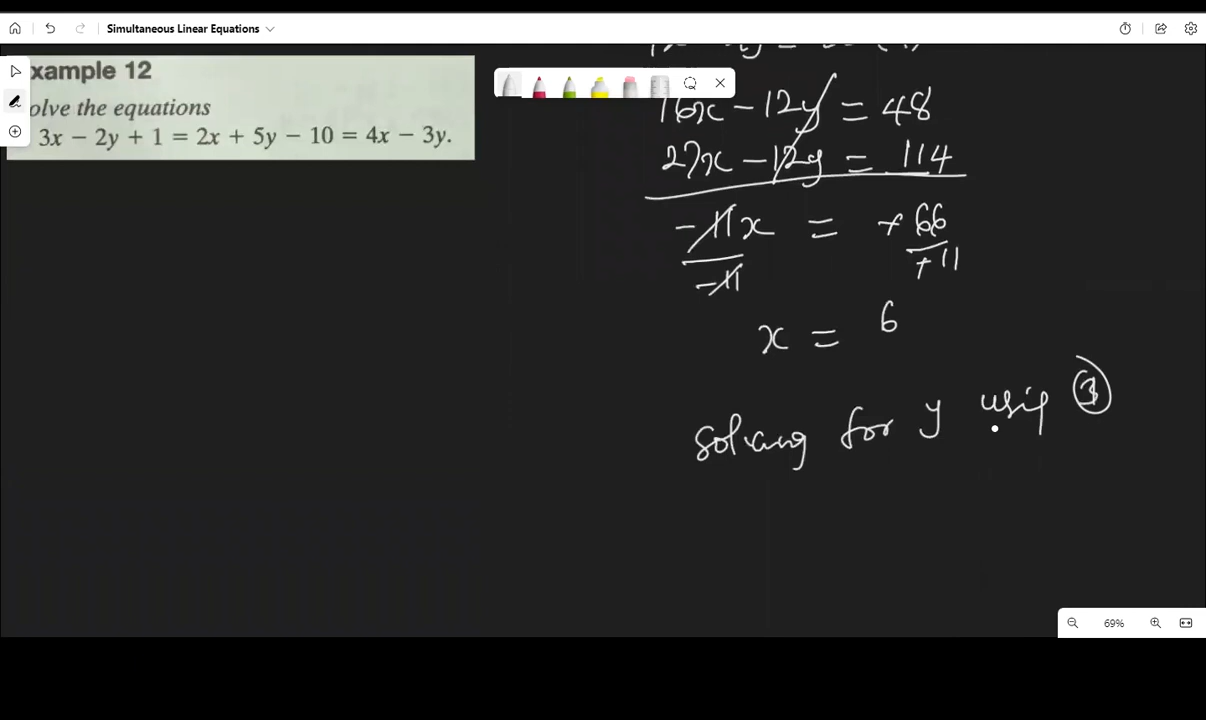 Simultaneous Linear Equations
xample 12
olve the equations
3x − 2y + 1 = 2x + 5y − 10 = 4x − 3y.
16x − 12y = 48
27x − 12y = 114
−11x = +66
−11 +11
x = 6
solving for y using ③
69%